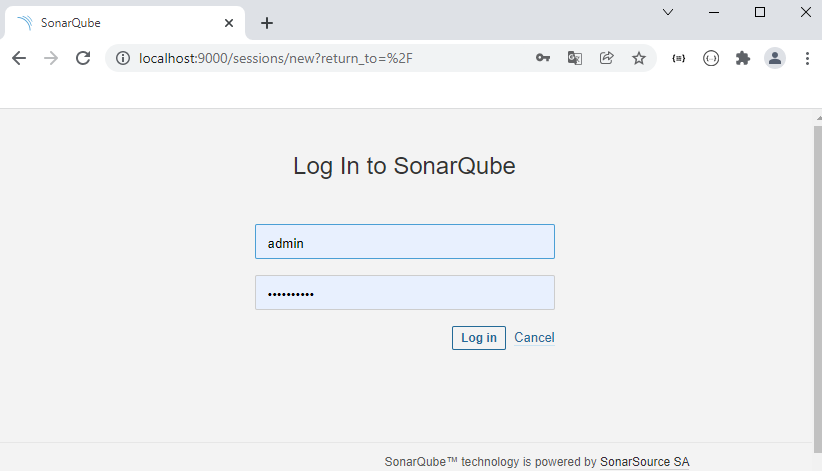 SonarQube
localhost:9000/sessions/new?return_to=%2F
Log In to SonarQube
admin
••••••••••
Log in Cancel
SonarQube™ technology is powered by SonarSource SA